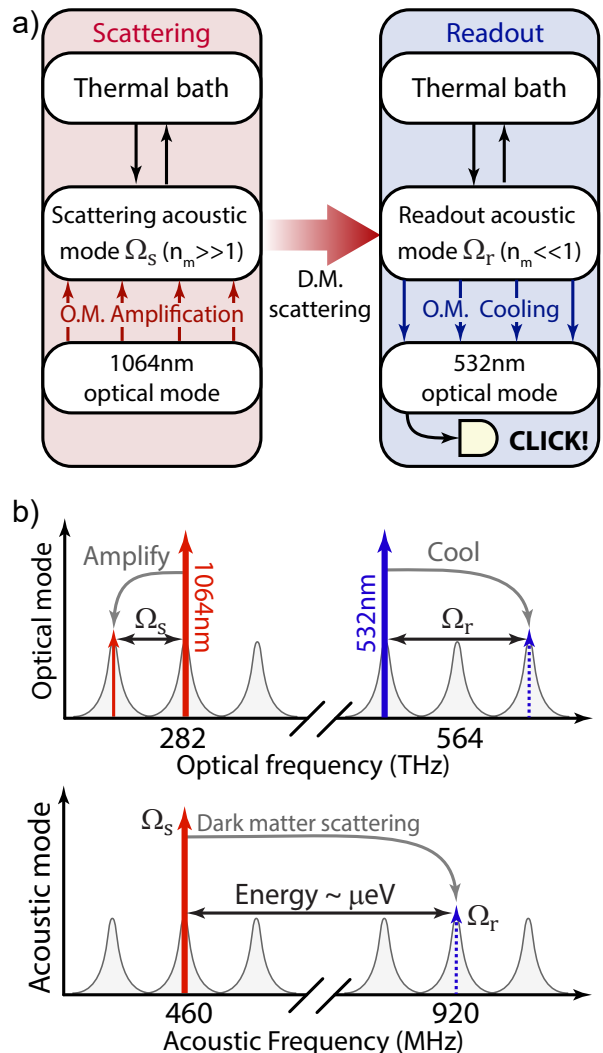 a)
Scattering
Readout
Thermal bath
Thermal bath
Scattering acoustic
mode Ωs (nm>>1)
Readout acoustic
mode Ωr (nm<<1)
D.M.
scattering
O.M. Amplification
O.M. Cooling
1064nm
optical mode
532nm
optical mode
CLICK!
b)
Optical mode
Amplify
Ωs
1064nm
532nm
Cool
Ωr
282
564
Optical frequency (THz)
Acoustic mode
Ωs
Dark matter scattering
Energy ~ μeV
Ωr
460
920
Acoustic Frequency (MHz)